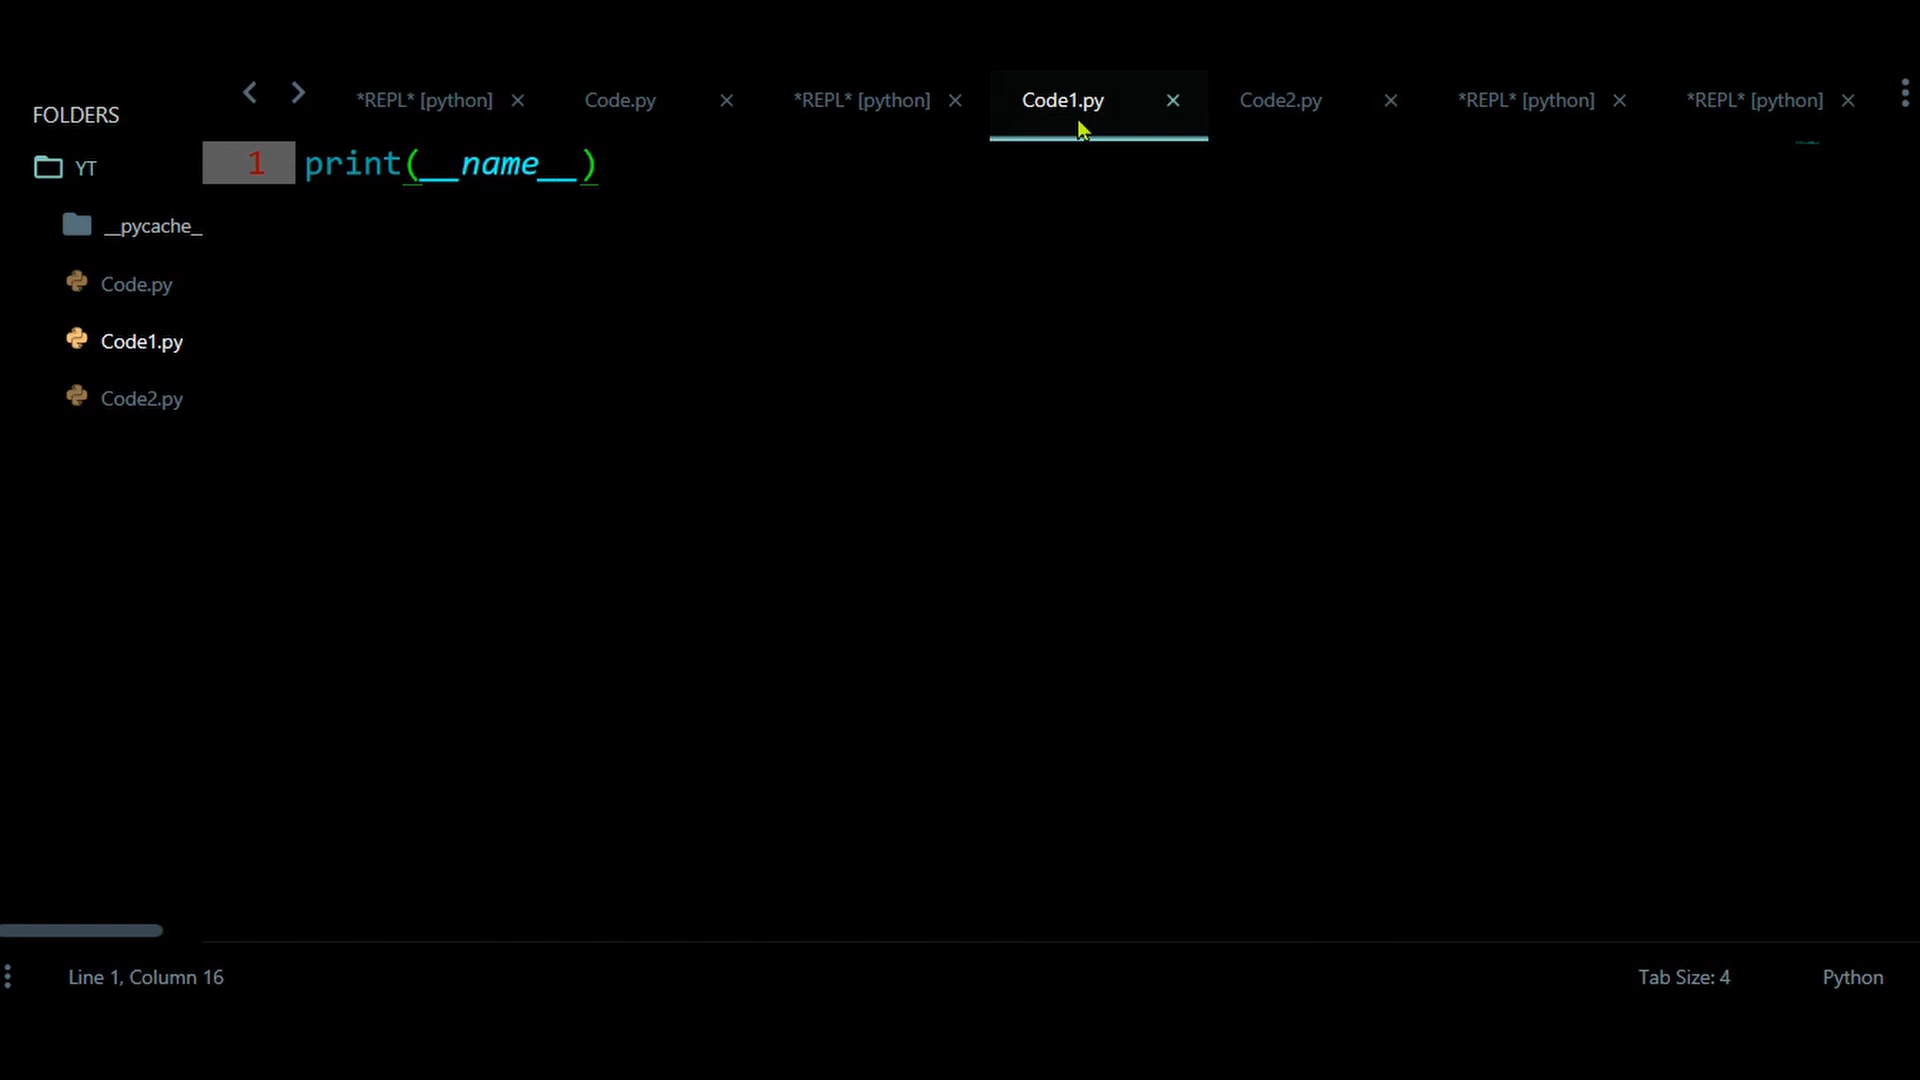 FOLDERS
*REPL* [python] Code.py *REPL* [python] Code1.py Code2.py *REPL* [python] *REPL* [python]
YT
__pycache_
Code.py
Code1.py
Code2.py
1 print(__name__)
Line 1, Column 16 Tab Size: 4 Python